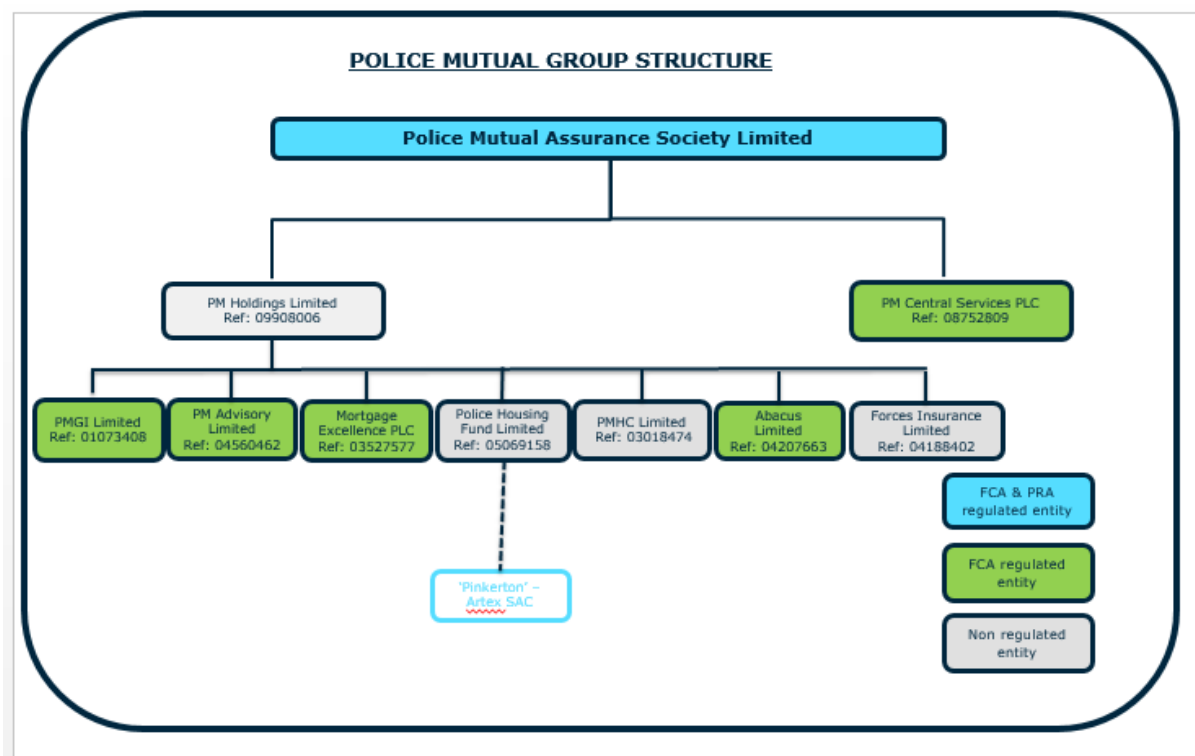 POLICE MUTUAL GROUP STRUCTURE
Police Mutual Assurance Society Limited
PM Holdings Limited
Ref: 09908006
PM Central Services PLC
Ref: 08752809
PMGI Limited
Ref: 01073408
PM Advisory
Limited
Ref: 04560462
Mortgage
Excellence PLC
Ref: 03527577
Police Housing
Fund Limited
Ref: 05069158
PMHC Limited
Ref: 03018474
Abacus
Limited
Ref: 04207663
Forces Insurance
Limited
Ref: 04188402
'Pinkerton' –
Artex SAC
FCA & PRA
regulated entity
FCA regulated
entity
Non regulated
entity